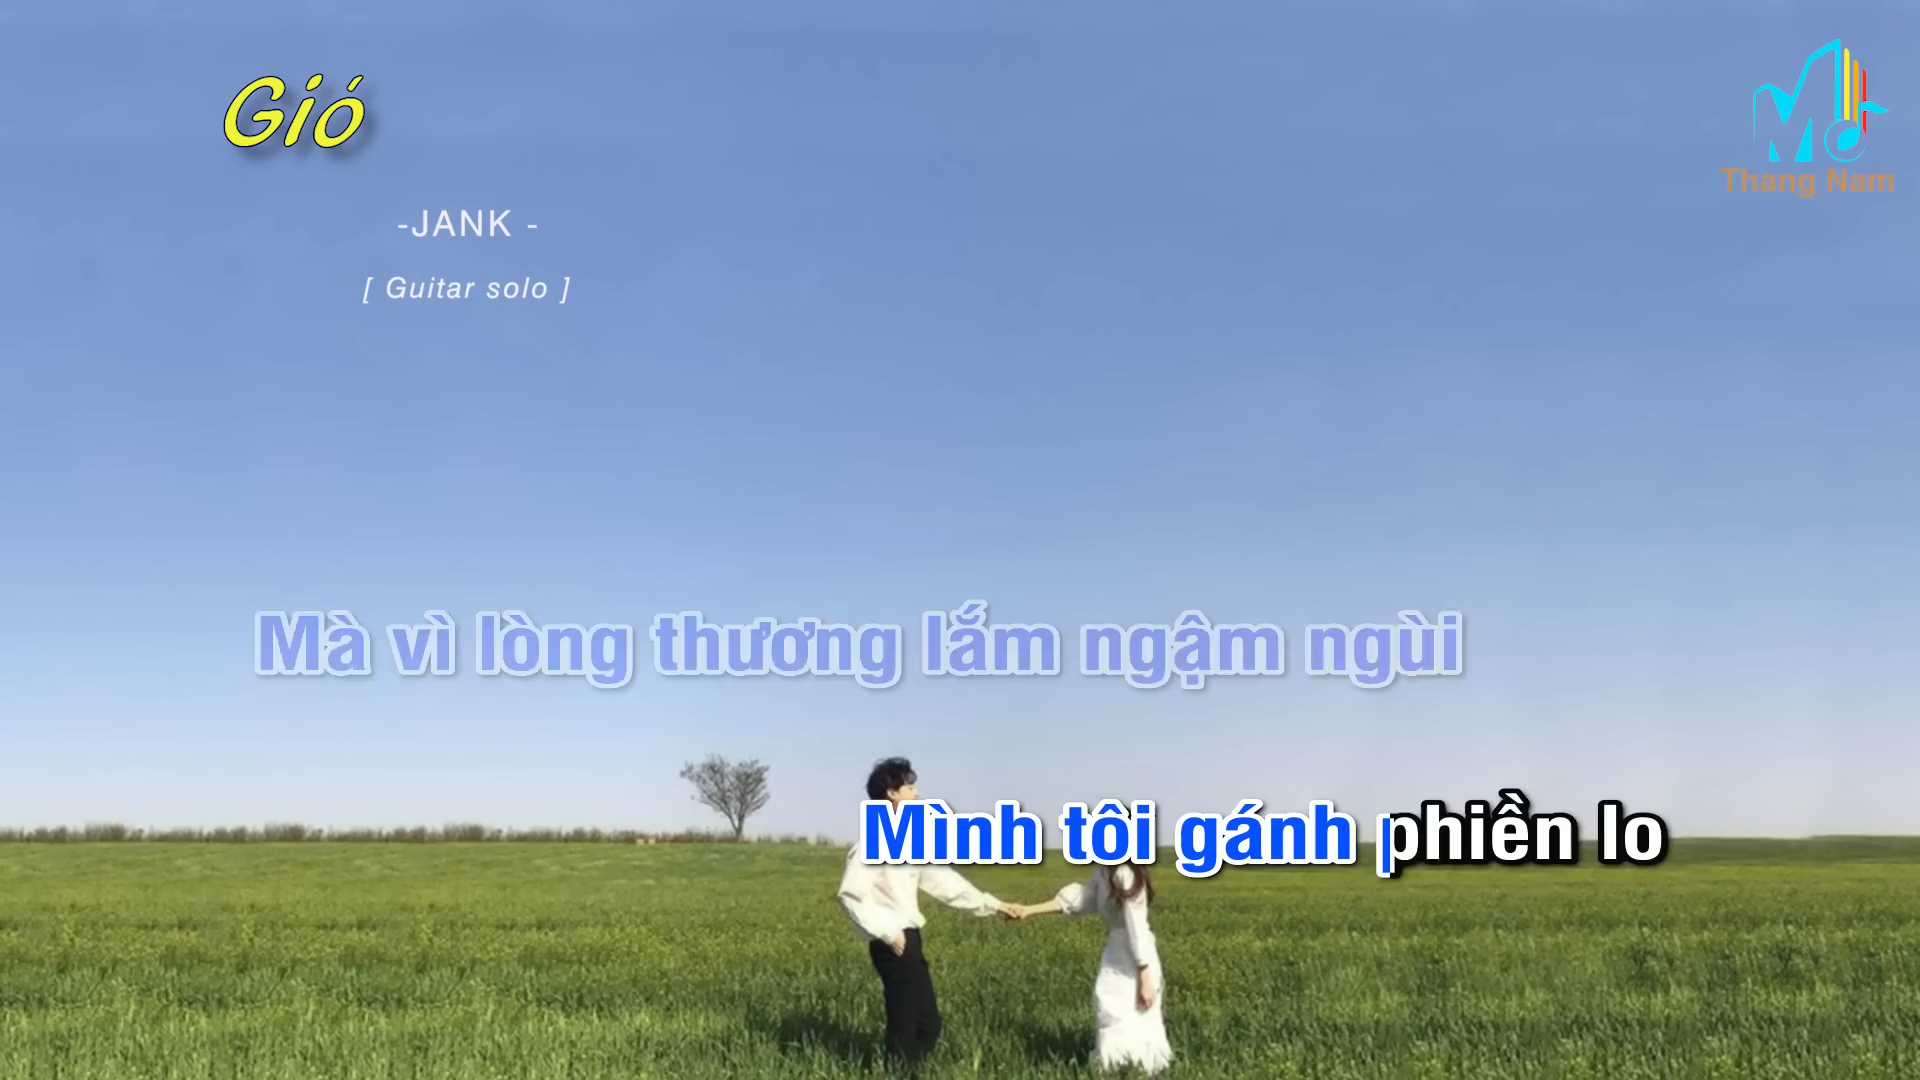 Gió
-JANK -
[ Guitar solo ]
Thang Nam
Mà vì lòng thương lắm ngậm ngùi
Mình tôi gánh phiền lo